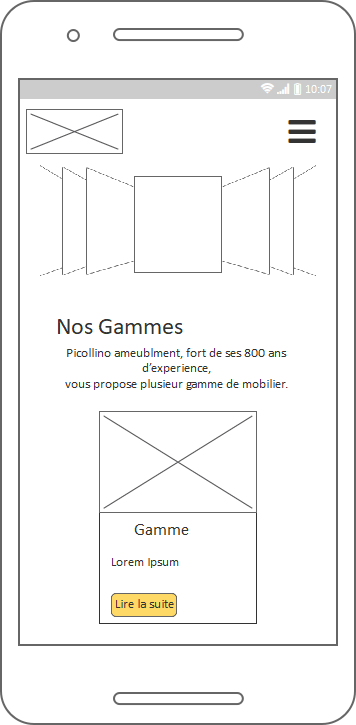 10:07
Nos Gammes
Picollino ameublment, fort de ses 800 ans
d'experience,
vous propose plusieur gamme de mobilier.
Gamme
Lorem Ipsum
Lire la suite